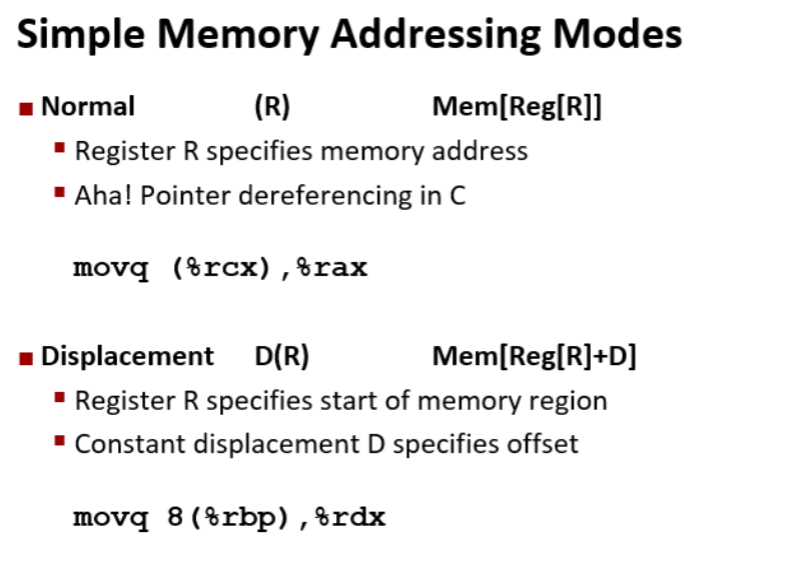 Simple Memory Addressing Modes
■ Normal (R) Mem[Reg[R]]
▪ Register R specifies memory address
▪ Aha! Pointer dereferencing in C
movq (%rcx),%rax
■ Displacement D(R) Mem[Reg[R]+D]
▪ Register R specifies start of memory region
▪ Constant displacement D specifies offset
movq 8(%rbp),%rdx